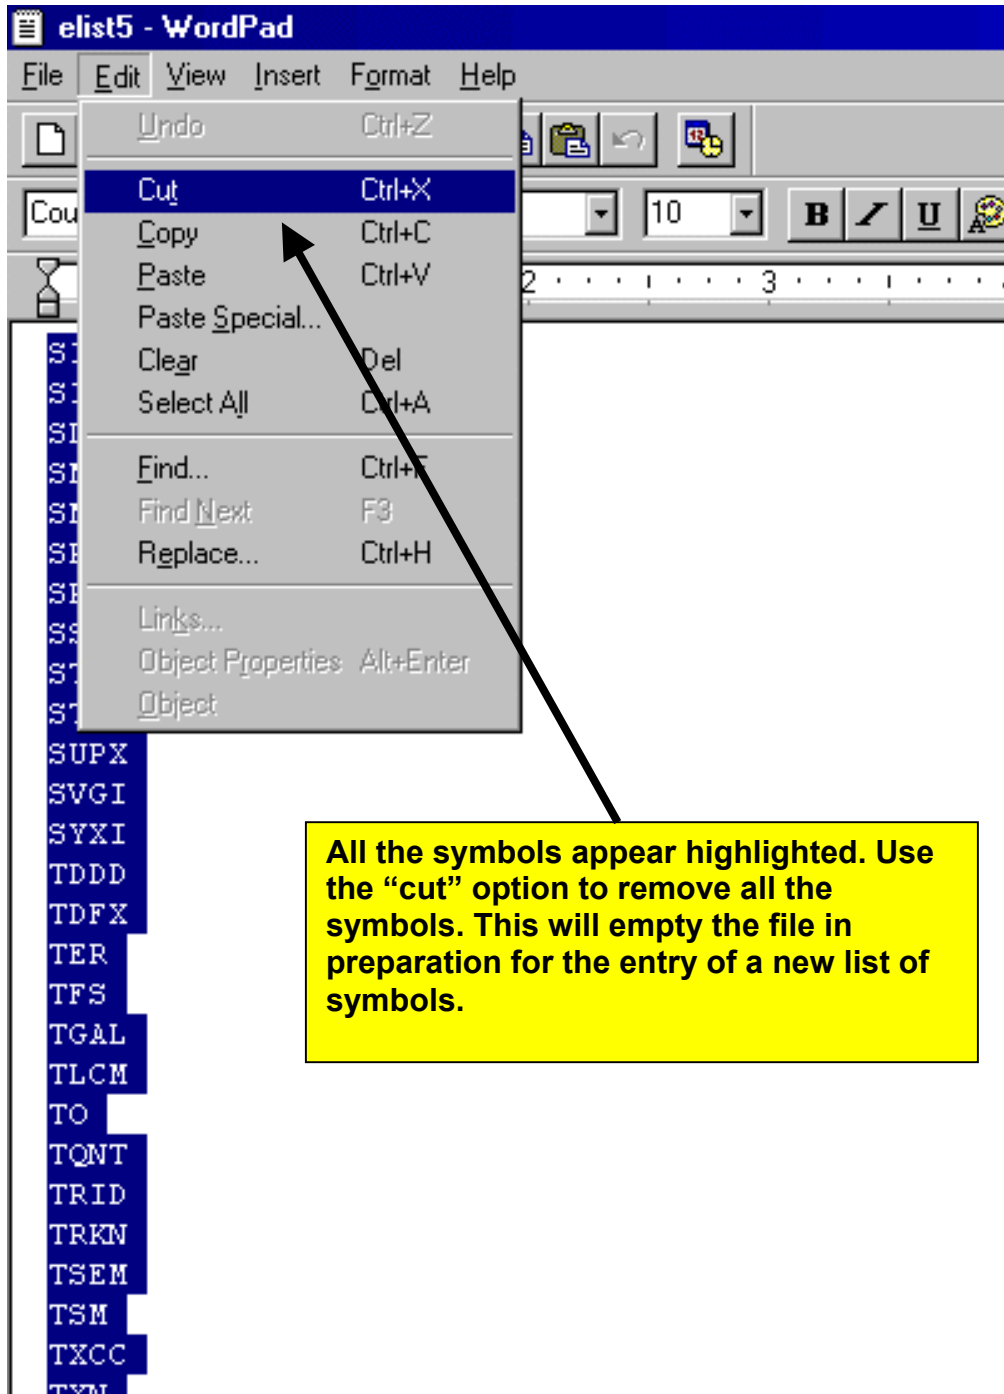 elist5 - WordPad
File Edit View Insert Format Help
Undo Ctrl+Z
Cut Ctrl+X
10 B I U
Copy Ctrl+C
Paste Ctrl+V
2 3
Paste Special...
Clear Del
Select All Ctrl+A
Find... Ctrl+F
Find Next F3
Replace... Ctrl+H
Links...
Object Properties Alt+Enter
Object
SUPX
SVGI
SYXI
TDDD
TDFX
TER
TFS
TGAL
TLCM
TO
TQNT
TRID
TRKN
TSEM
TSM
TXCC
TXN
All the symbols appear highlighted. Use
the “cut” option to remove all the
symbols. This will empty the file in
preparation for the entry of a new list of
symbols.